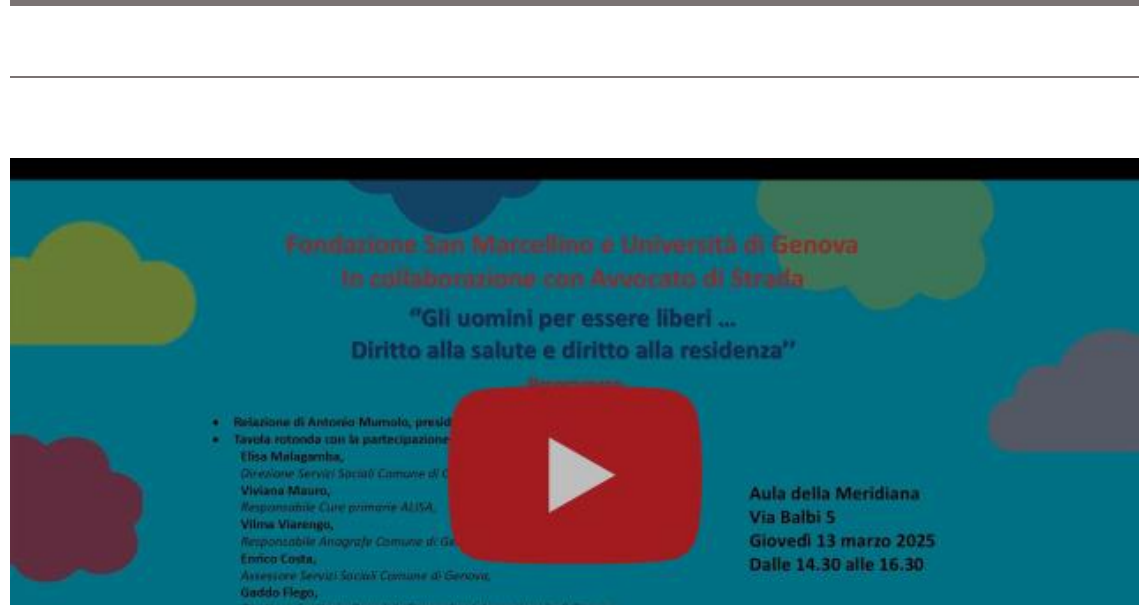 Fondazione San Marcellino e Università di Genova
In collaborazione con Avvocato di Strada
"Gli uomini per essere liberi ...
Diritto alla salute e diritto alla residenza"
• Relazione di Antonio Mumolo, presid
• Tavola rotonda con la partecipazione
Elisa Malagamba,
Direzione Servizi Sociali Comune di G
Viviana Mauro,
Responsabile Cure primarie ALISA,
Vilma Viarengo,
Responsabile Anagrafe Comune di Ge
Enrico Costa,
Assessore Servizi Sociali Comune di Genova,
Gaddo Flego,
Aula della Meridiana
Via Balbi 5
Giovedì 13 marzo 2025
Dalle 14.30 alle 16.30